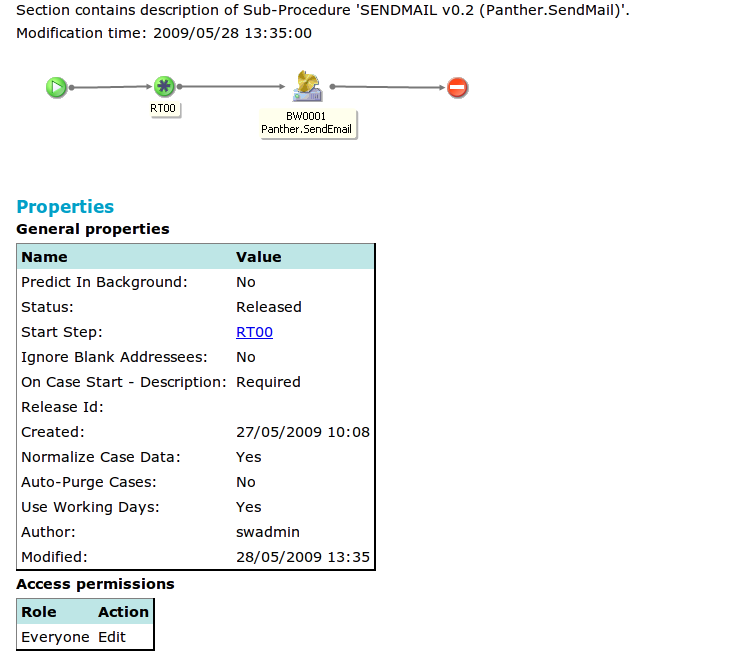 Section contains description of Sub-Procedure 'SENDMAIL v0.2 (Panther.SendMail)'.
Modification time: 2009/05/28 13:35:00
RT00
BW0001
Panther.SendEmail
Properties
General properties
Name Value
Predict In Background: No
Status: Released
Start Step: RT00
Ignore Blank Addressees: No
On Case Start - Description: Required
Release Id:
Created: 27/05/2009 10:08
Normalize Case Data: Yes
Auto-Purge Cases: No
Use Working Days: Yes
Author: swadmin
Modified: 28/05/2009 13:35
Access permissions
Role Action
Everyone Edit